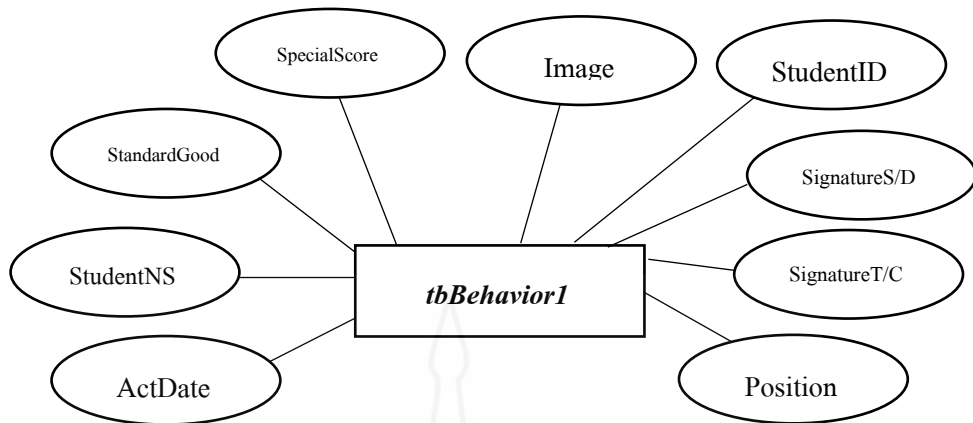 SpecialScore
Image
StudentID
StandardGood
SignatureS/D
StudentNS
SignatureT/C
tbBehavior1
ActDate
Position